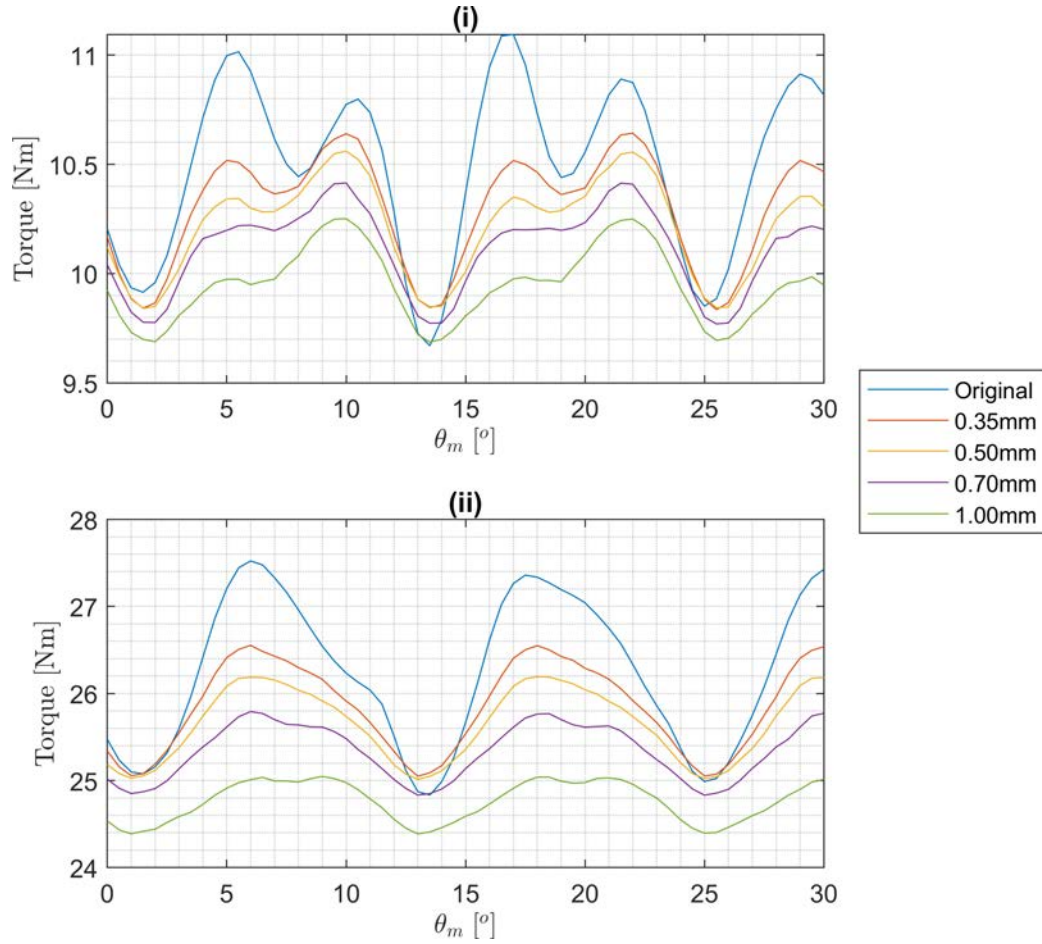 (i)
Torque [Nm]
11
10.5
10
9.5
0 5 10 15 20 25 30
θm [o]
Original
0.35mm
0.50mm
0.70mm
1.00mm
(ii)
Torque [Nm]
28
27
26
25
24
0 5 10 15 20 25 30
θm [o]